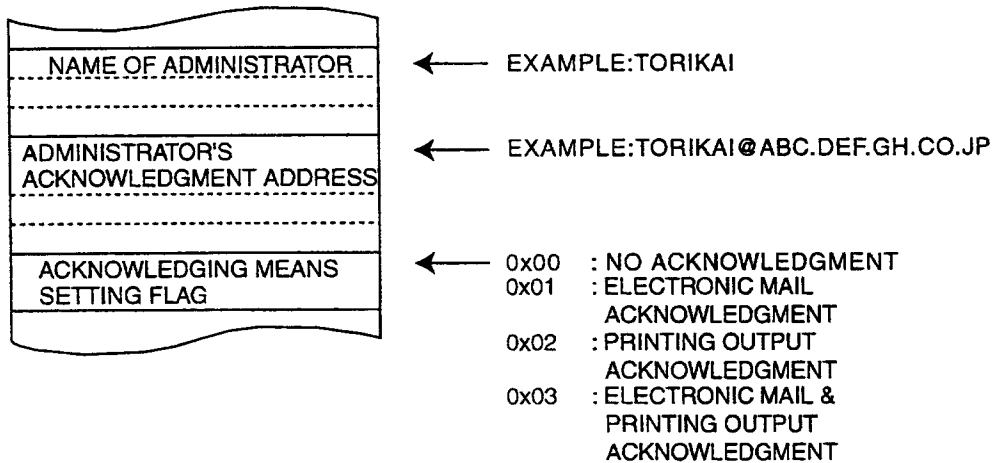 NAME OF ADMINISTRATOR
EXAMPLE:TORIKAI
ADMINISTRATOR'S
ACKNOWLEDGMENT ADDRESS
EXAMPLE:TORIKAI@ABC.DEF.GH.CO.JP
ACKNOWLEDGING MEANS
SETTING FLAG
0x00 : NO ACKNOWLEDGMENT
0x01 : ELECTRONIC MAIL
ACKNOWLEDGMENT
0x02 : PRINTING OUTPUT
ACKNOWLEDGMENT
0x03 : ELECTRONIC MAIL &
PRINTING OUTPUT
ACKNOWLEDGMENT